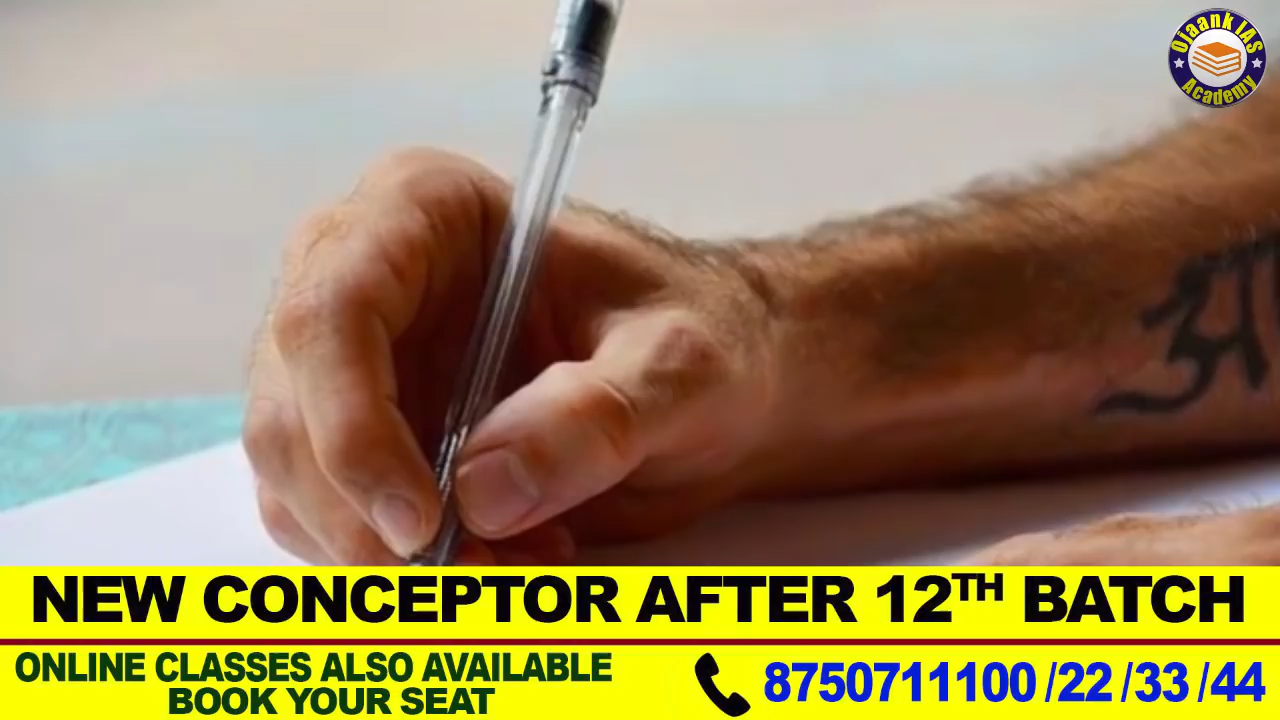 Ojaank IAS
Academy
NEW CONCEPTOR AFTER 12TH BATCH
ONLINE CLASSES ALSO AVAILABLE
BOOK YOUR SEAT
8750711100 /22 /33 /44